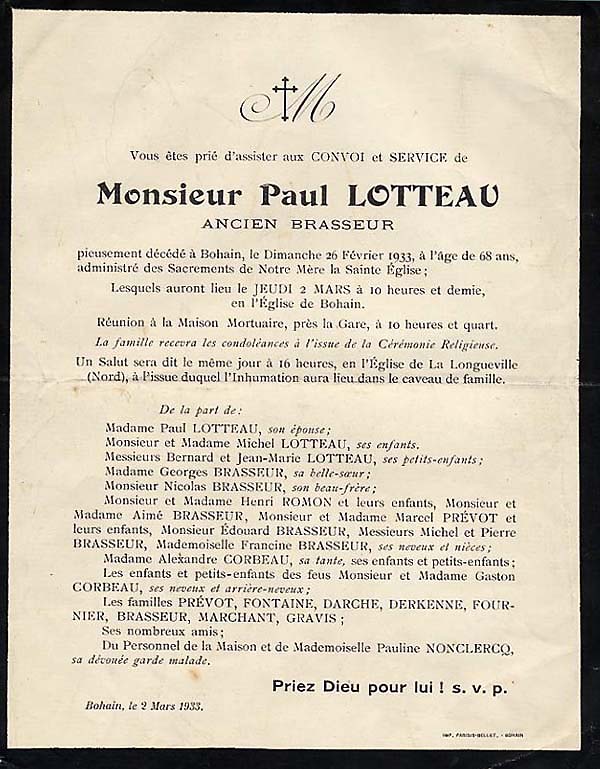 M
Vous êtes prié d'assister aux CONVOI et SERVICE de
Monsieur Paul LOTTEAU
ANCIEN BRASSEUR
pieusement décédé à Bohain, le Dimanche 26 Février 1933, à l'âge de 68 ans,
administré des Sacrements de Notre Mère la Sainte Église ;
Lesquels auront lieu le JEUDI 2 MARS à 10 heures et demie,
en l'Église de Bohain.
Réunion à la Maison Mortuaire, près la Gare, à 10 heures et quart.
La famille recevra les condoléances à l'issue de la Cérémonie Religieuse.
Un Salut sera dit le même jour à 16 heures, en l'Église de La Longueville
(Nord), à l'issue duquel l'Inhumation aura lieu dans le caveau de famille.
De la part de :
Madame Paul LOTTEAU, son épouse ;
Monsieur et Madame Michel LOTTEAU, ses enfants.
Messieurs Bernard et Jean-Marie LOTTEAU, ses petits-enfants ;
Madame Georges BRASSEUR, sa belle-sœur ;
Monsieur Nicolas BRASSEUR, son beau-frère ;
Monsieur et Madame Henri ROMON et leurs enfants, Monsieur et
Madame Aimé BRASSEUR, Monsieur et Madame Marcel PRÉVOT et
leurs enfants, Monsieur Édouard BRASSEUR, Messieurs Michel et Pierre
BRASSEUR, Mademoiselle Francine BRASSEUR, ses neveux et nièces ;
Madame Alexandre CORBEAU, sa tante, ses enfants et petits-enfants ;
Les enfants et petits-enfants des feus Monsieur et Madame Gaston
CORBEAU, ses neveux et arrière-neveux ;
Les familles PRÉVOT, FONTAINE, DARCHE, DERKENNE, FOUR-
NIER, BRASSEUR, MARCHANT, GRAVIS ;
Ses nombreux amis ;
Du Personnel de la Maison et de Mademoiselle Pauline NONCLERCQ,
sa dévouée garde malade.
Priez Dieu pour lui ! s. v. p.
Bohain, le 2 Mars 1933.
IMP. PARISIS-BELLET, - BOHAIN